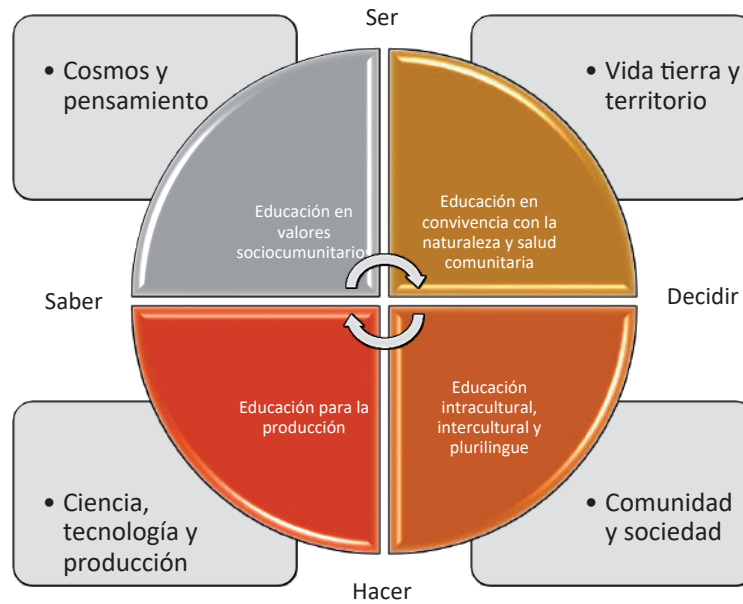 Ser
• Cosmos y
pensamiento
• Vida tierra y
territorio
Educación en
valores
sociocumunitarios
Educación en
convivencia con la
naturaleza y salud
comunitaria
Saber
Decidir
Educación para la
producción
Educación
intracultural,
intercultural y
plurilingue
• Ciencia,
tecnología y
producción
• Comunidad
y sociedad
Hacer